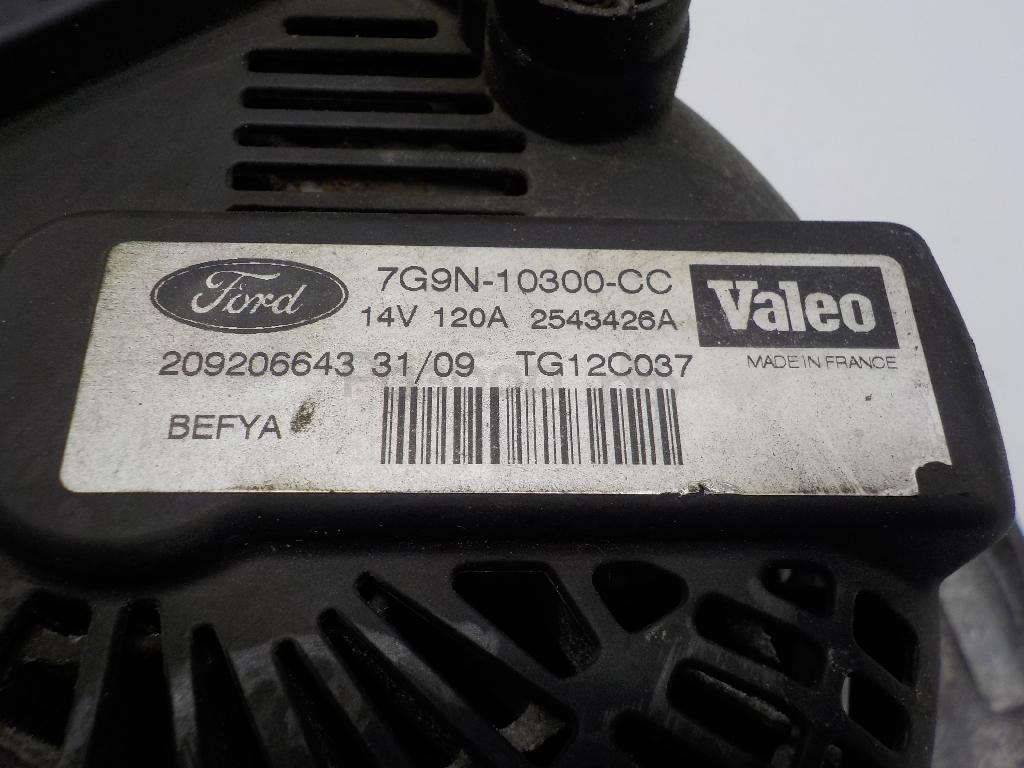 Ford
7G9N-10300-CC
14V 120A 2543426A
Valeo
MADE IN FRANCE
209206643 31/09 TG12C037
BEFYA